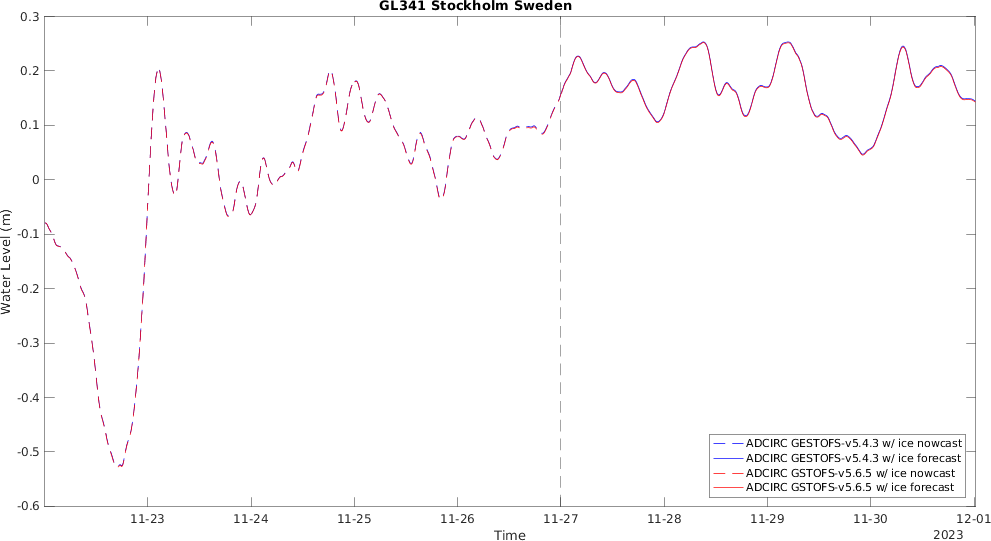 GL341 Stockholm Sweden
0.3
0.2
0.1
0
-0.1
-0.2
-0.3
-0.4
-0.5
-0.6
Water Level (m)
11-23 11-24 11-25 11-26 11-27 11-28 11-29 11-30 12-01
Time
2023
ADCIRC GESTOFS-v5.4.3 w/ ice nowcast
ADCIRC GESTOFS-v5.4.3 w/ ice forecast
ADCIRC GSTOFS-v5.6.5 w/ ice nowcast
ADCIRC GSTOFS-v5.6.5 w/ ice forecast